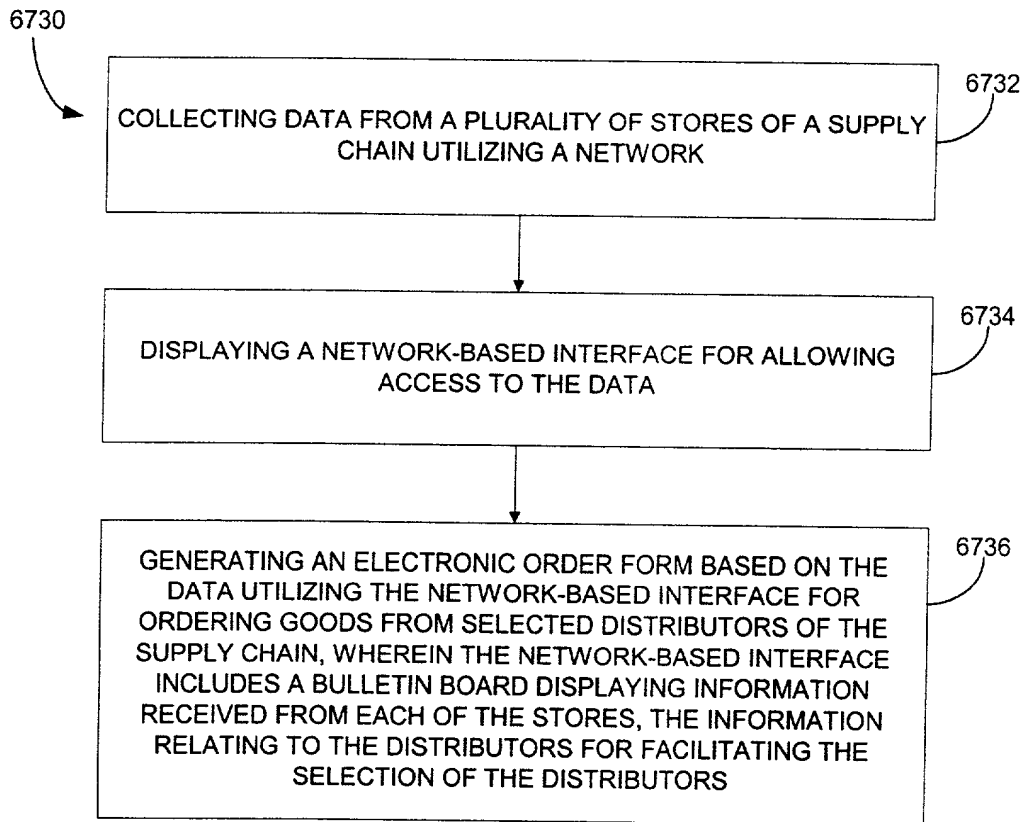 6730
6732
COLLECTING DATA FROM A PLURALITY OF STORES OF A SUPPLY
CHAIN UTILIZING A NETWORK
6734
DISPLAYING A NETWORK-BASED INTERFACE FOR ALLOWING
ACCESS TO THE DATA
6736
GENERATING AN ELECTRONIC ORDER FORM BASED ON THE
DATA UTILIZING THE NETWORK-BASED INTERFACE FOR
ORDERING GOODS FROM SELECTED DISTRIBUTORS OF THE
SUPPLY CHAIN, WHEREIN THE NETWORK-BASED INTERFACE
INCLUDES A BULLETIN BOARD DISPLAYING INFORMATION
RECEIVED FROM EACH OF THE STORES, THE INFORMATION
RELATING TO THE DISTRIBUTORS FOR FACILITATING THE
SELECTION OF THE DISTRIBUTORS